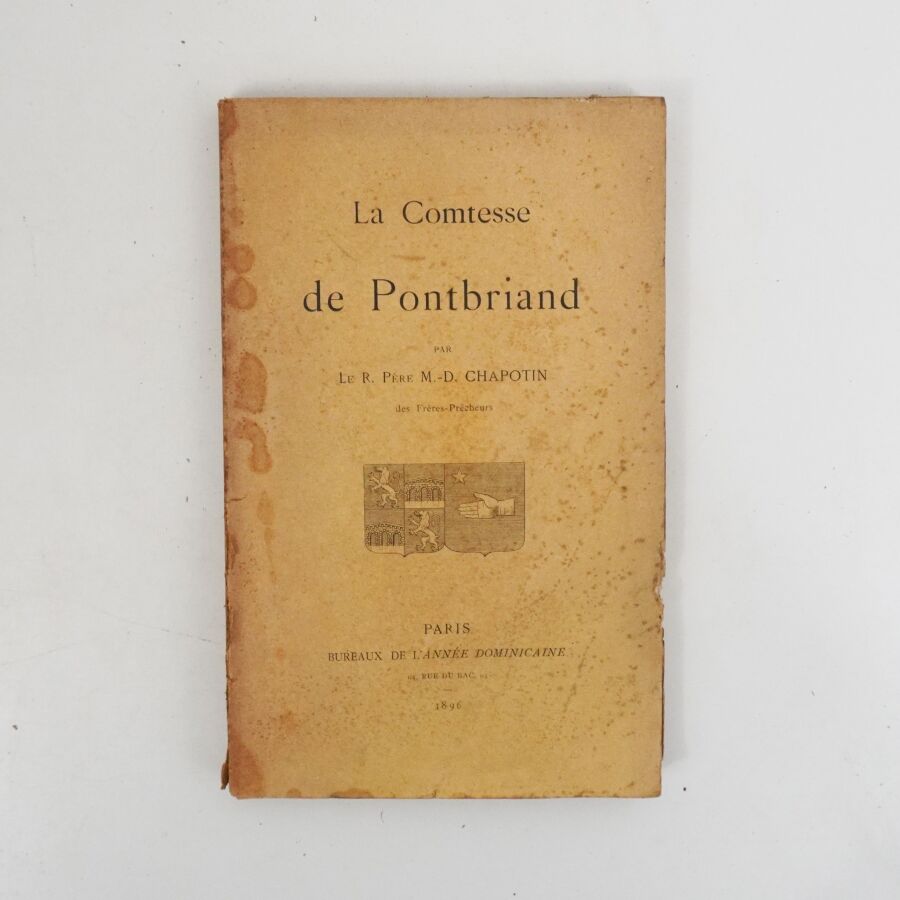 La Comtesse
de Pontbriand
PAR
LE R. PÈRE M.-D. CHAPOTIN
des Frères-Prêcheurs
PARIS
BUREAUX DE L'ANNÉE DOMINICAINE
RUE DU BAC,
1896